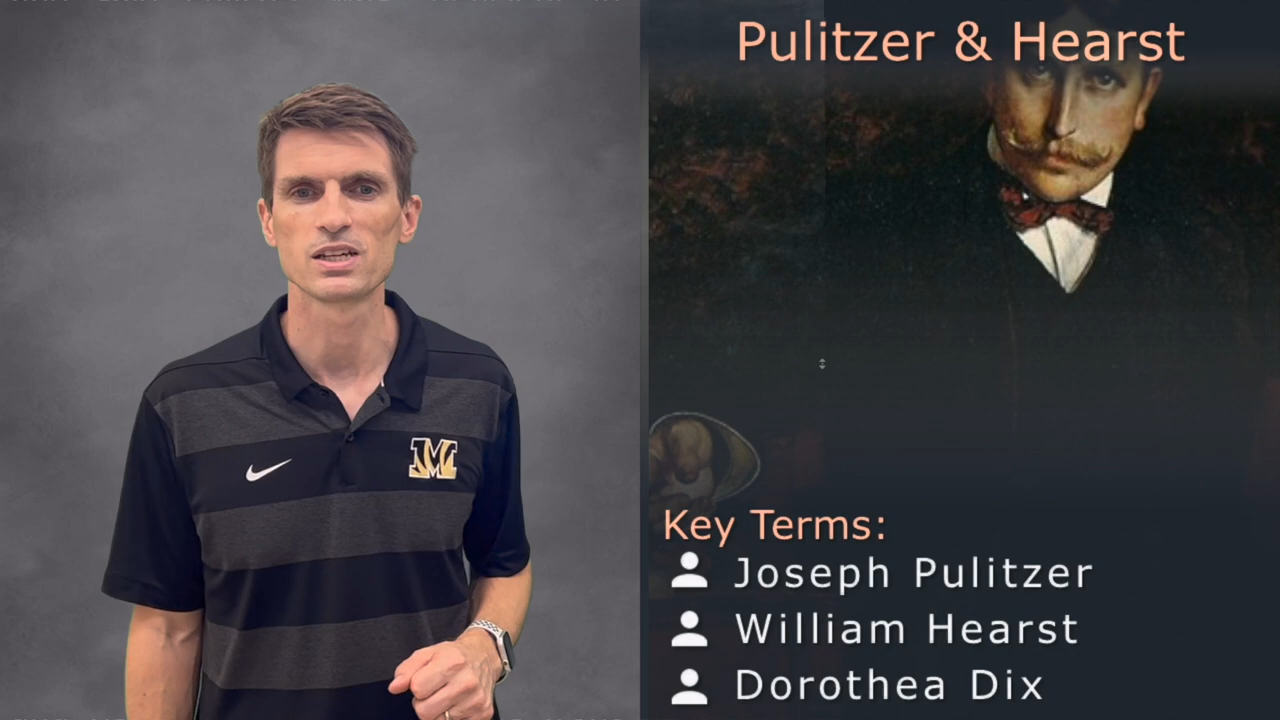 M
Pulitzer & Hearst
Key Terms:
Joseph Pulitzer
William Hearst
Dorothea Dix